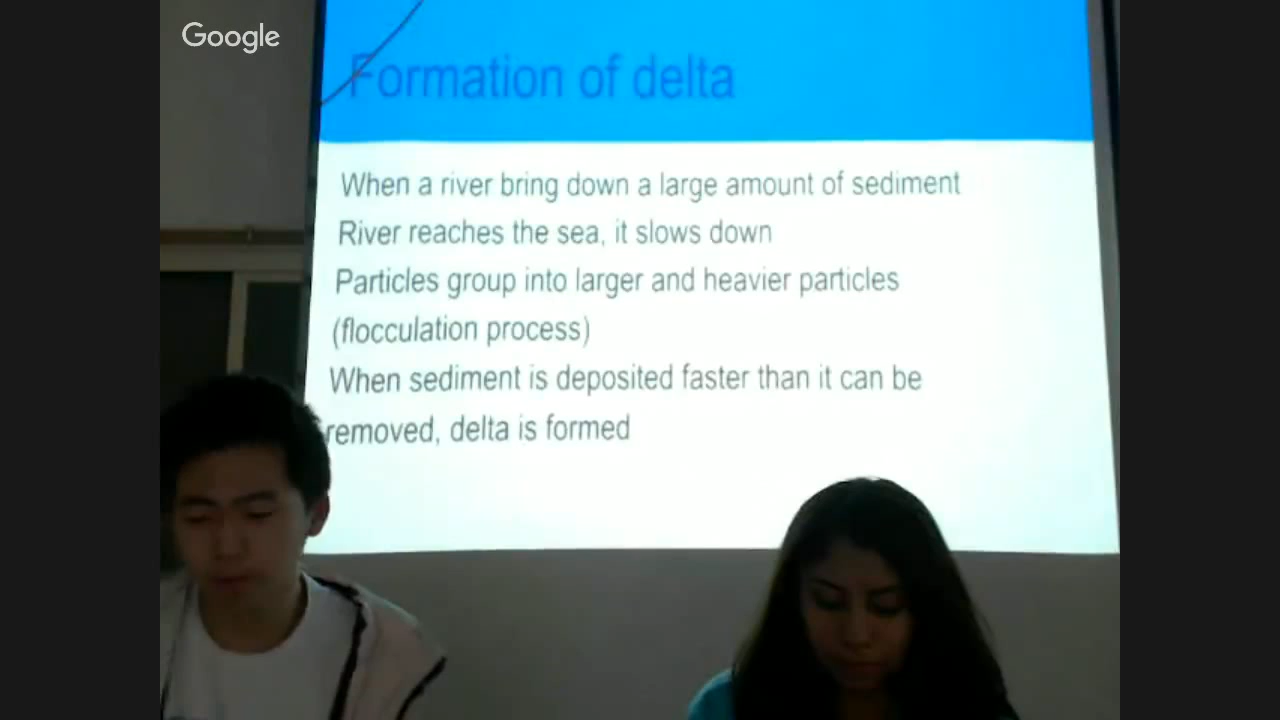 Google
Formation of delta
When a river bring down a large amount of sediment
River reaches the sea, it slows down
Particles group into larger and heavier particles
(flocculation process)
When sediment is deposited faster than it can be
removed, delta is formed